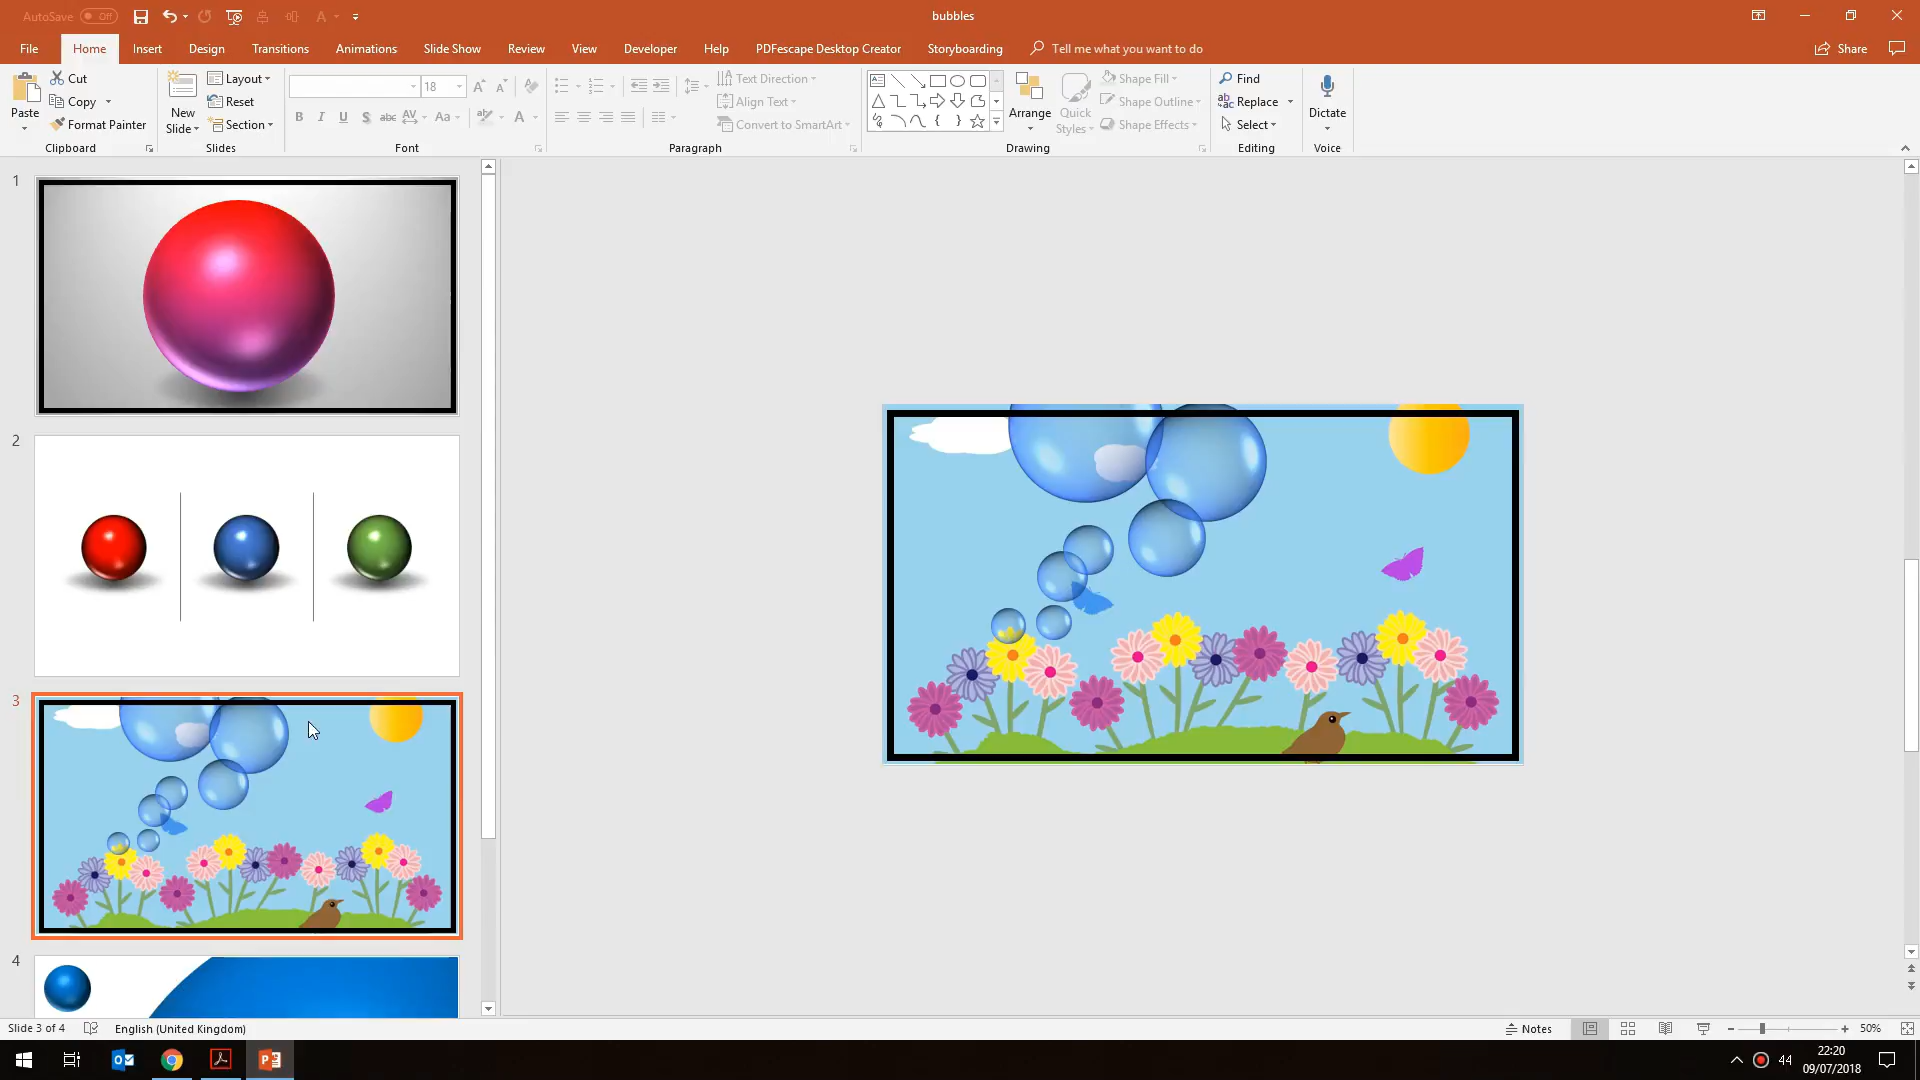 AutoSave Off
bubbles
File Home Insert Design Transitions Animations Slide Show Review View Developer Help PDFescape Desktop Creator Storyboarding Tell me what you want to do Share
Paste
Cut
Copy
Format Painter
Clipboard
New Slide
Layout
Reset
Section
Slides
18
B I U S abc AV Aa A
Font
Text Direction
Align Text
Convert to SmartArt
Paragraph
Arrange
Quick Styles
Shape Fill
Shape Outline
Shape Effects
Drawing
Find
Replace
Select
Editing
Dictate
Voice
1
2
3
4
Slide 3 of 4 English (United Kingdom) Notes 50%
44
22:20
09/07/2018